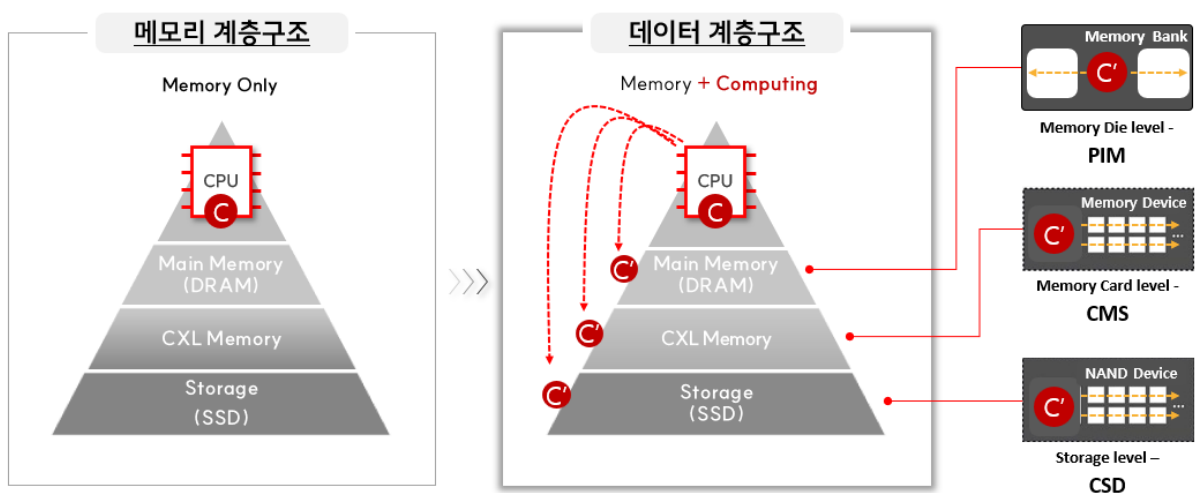 메모리 계층구조
Memory Only
CPU
C
Main Memory
(DRAM)
CXL Memory
Storage
(SSD)
데이터 계층구조
Memory + Computing
CPU
C
C'
Main Memory
(DRAM)
C'
CXL Memory
C'
Storage
(SSD)
Memory Bank
C'
Memory Die level -
PIM
Memory Device
C'
...
Memory Card level -
CMS
NAND Device
C'
...
Storage level –
CSD